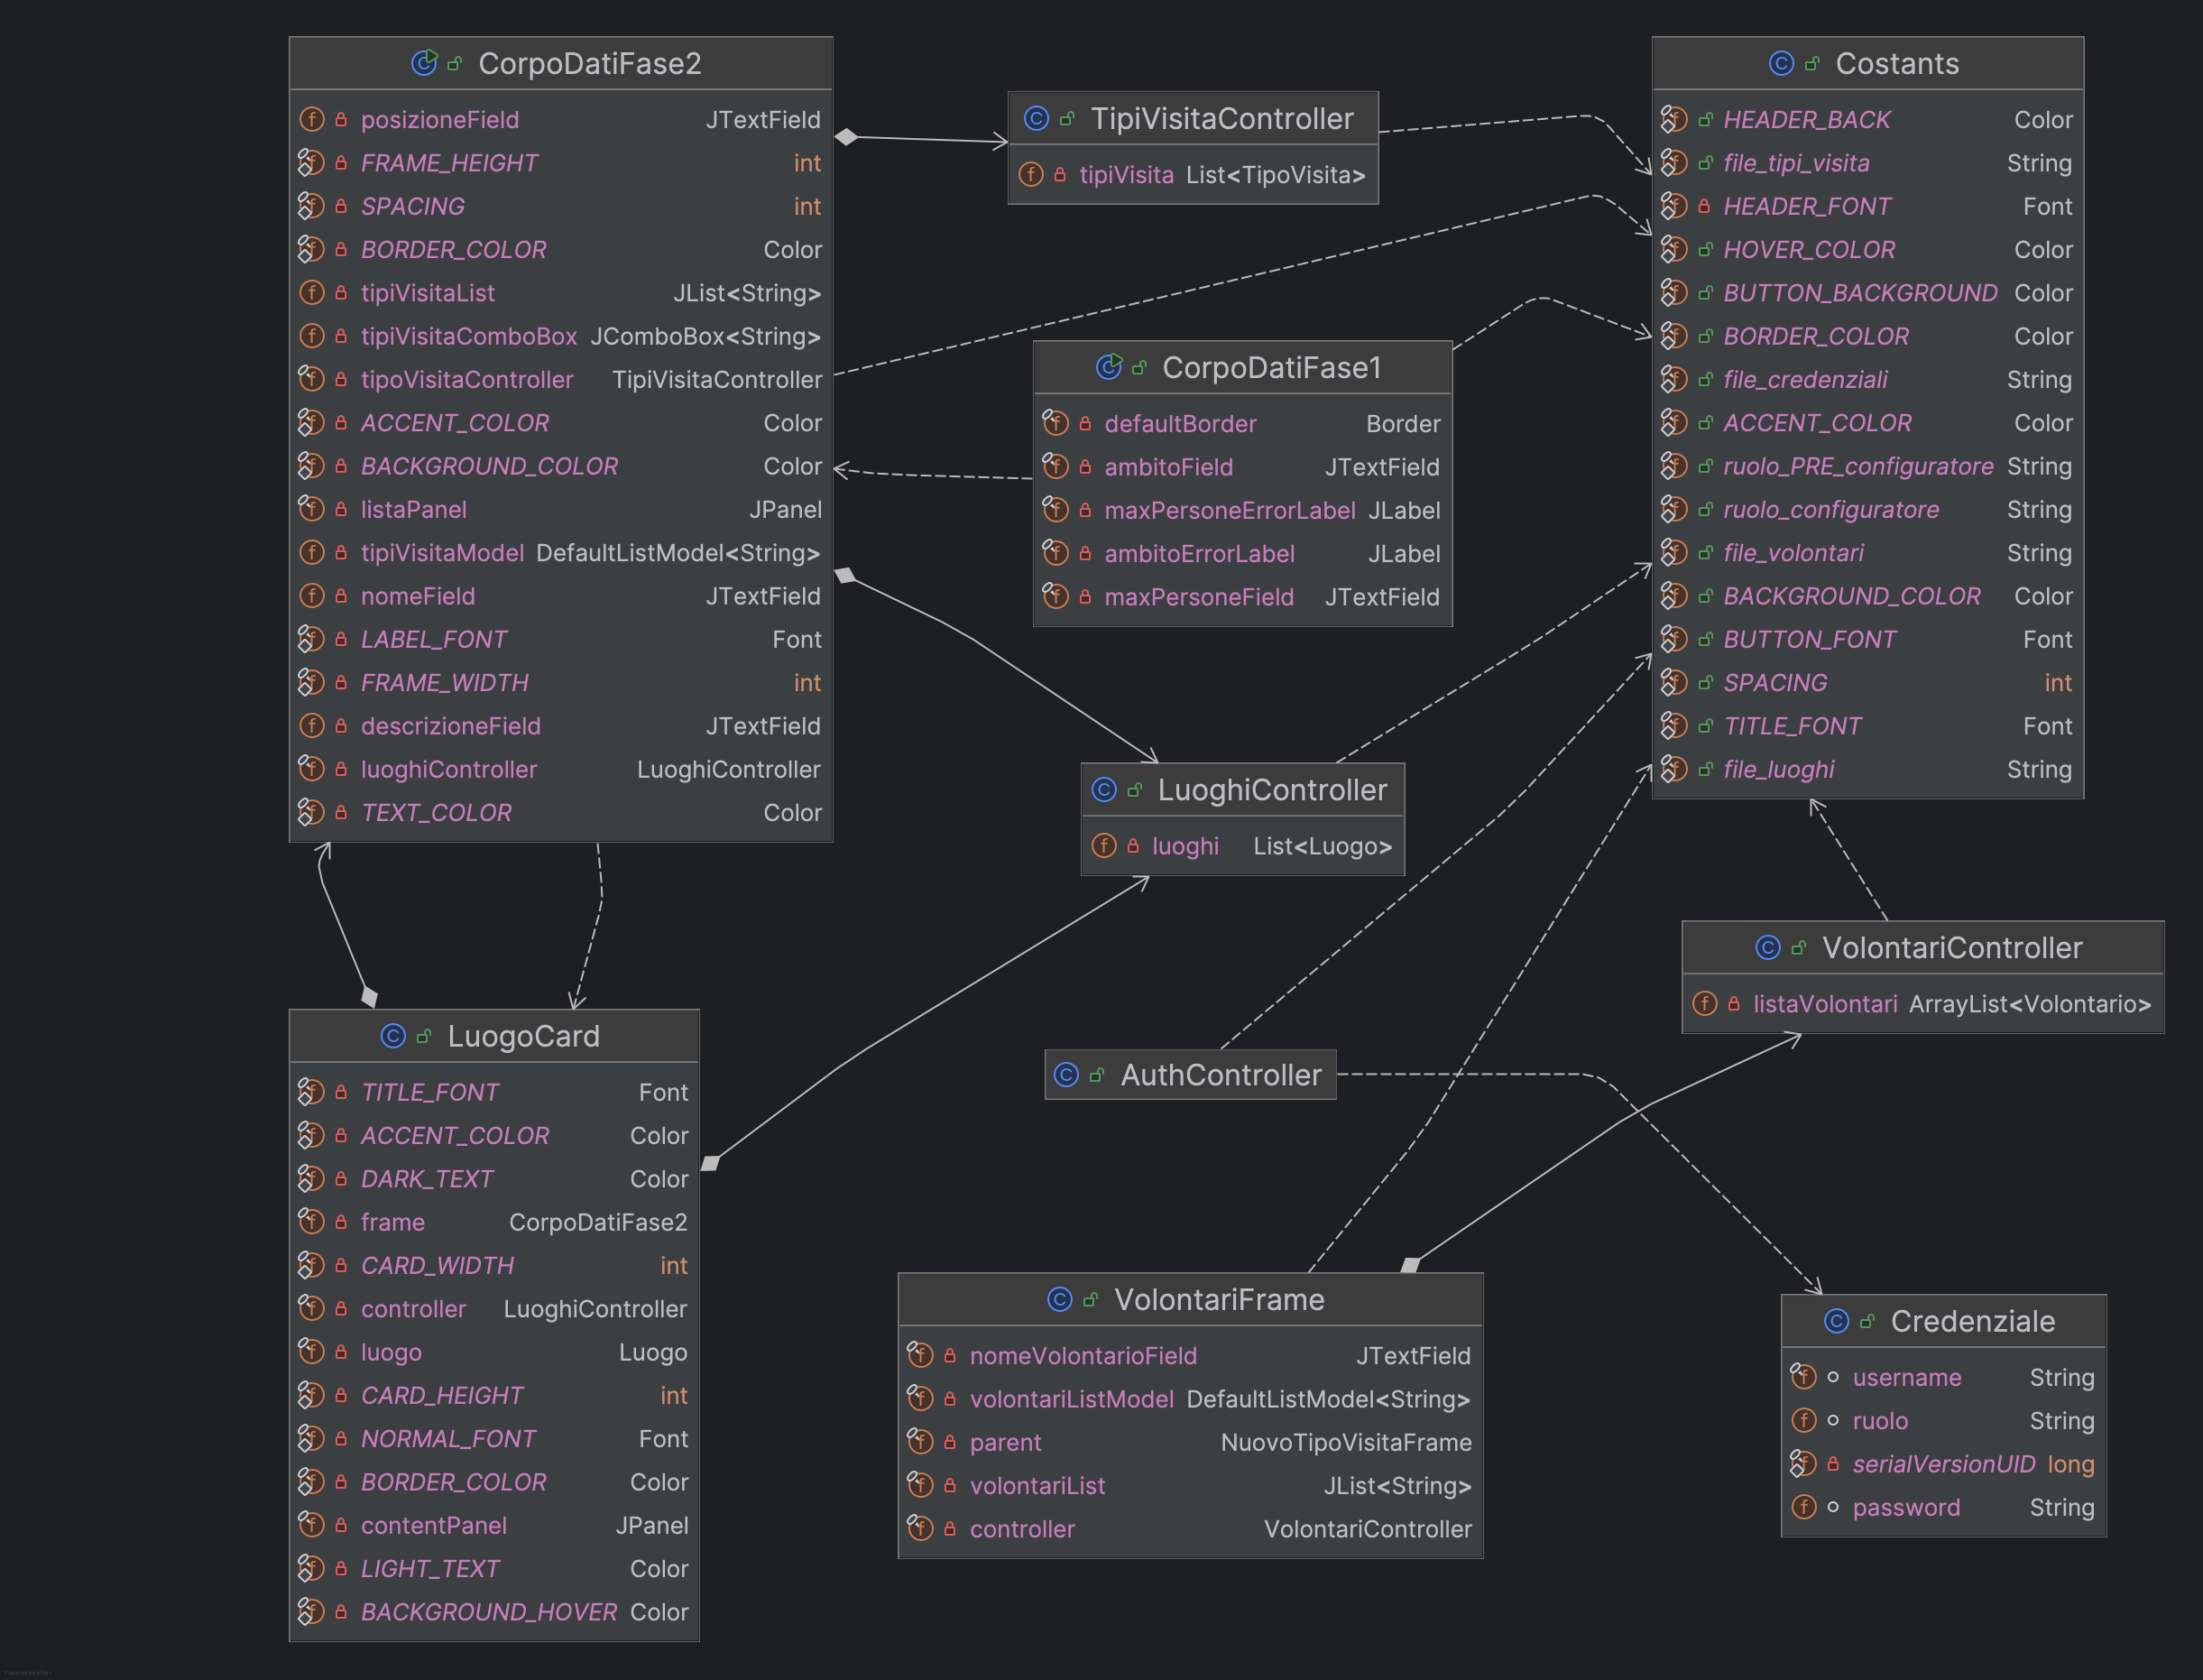 CorpoDatiFase2
posizioneField JTextField
FRAME_HEIGHT int
SPACING int
BORDER_COLOR Color
tipiVisitaList JList<String>
tipiVisitaComboBox JComboBox<String>
tipoVisitaController TipiVisitaController
ACCENT_COLOR Color
BACKGROUND_COLOR Color
listaPanel JPanel
tipiVisitaModel DefaultListModel<String>
nomeField JTextField
LABEL_FONT Font
FRAME_WIDTH int
descrizioneField JTextField
luoghiController LuoghiController
TEXT_COLOR Color
TipiVisitaController
tipiVisita List<TipoVisita>
Costants
HEADER_BACK Color
file_tipi_visita String
HEADER_FONT Font
HOVER_COLOR Color
BUTTON_BACKGROUND Color
BORDER_COLOR Color
file_credenziali String
ACCENT_COLOR Color
ruolo_PRE_configuratore String
ruolo_configuratore String
file_volontari String
BACKGROUND_COLOR Color
BUTTON_FONT Font
SPACING int
TITLE_FONT Font
file_luoghi String
CorpoDatiFase1
defaultBorder Border
ambitoField JTextField
maxPersoneErrorLabel JLabel
ambitoErrorLabel JLabel
maxPersoneField JTextField
LuoghiController
luoghi List<Luogo>
VolontariController
listaVolontari ArrayList<Volontario>
LuogoCard
TITLE_FONT Font
ACCENT_COLOR Color
DARK_TEXT Color
frame CorpoDatiFase2
CARD_WIDTH int
controller LuoghiController
luogo Luogo
CARD_HEIGHT int
NORMAL_FONT Font
BORDER_COLOR Color
contentPanel JPanel
LIGHT_TEXT Color
BACKGROUND_HOVER Color
AuthController
VolontariFrame
nomeVolontarioField JTextField
volontariListModel DefaultListModel<String>
parent NuovoTipoVisitaFrame
volontariList JList<String>
controller VolontariController
Credenziale
username String
ruolo String
serialVersionUID long
password String
Powered by yFiles